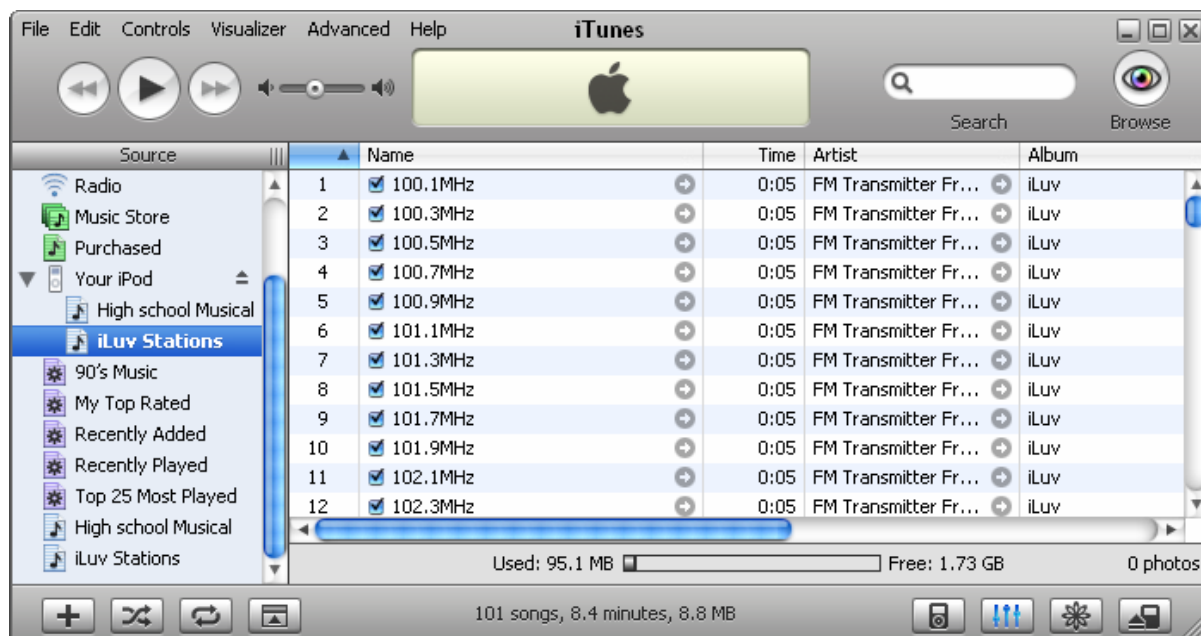 File Edit Controls Visualizer Advanced Help iTunes
Search Browse
Source Name Time Artist Album
Radio
Music Store
Purchased
Your iPod
High school Musical
iLuv Stations
90's Music
My Top Rated
Recently Added
Recently Played
Top 25 Most Played
High school Musical
iLuv Stations
1 100.1MHz 0:05 FM Transmitter Fr... iLuv
2 100.3MHz 0:05 FM Transmitter Fr... iLuv
3 100.5MHz 0:05 FM Transmitter Fr... iLuv
4 100.7MHz 0:05 FM Transmitter Fr... iLuv
5 100.9MHz 0:05 FM Transmitter Fr... iLuv
6 101.1MHz 0:05 FM Transmitter Fr... iLuv
7 101.3MHz 0:05 FM Transmitter Fr... iLuv
8 101.5MHz 0:05 FM Transmitter Fr... iLuv
9 101.7MHz 0:05 FM Transmitter Fr... iLuv
10 101.9MHz 0:05 FM Transmitter Fr... iLuv
11 102.1MHz 0:05 FM Transmitter Fr... iLuv
12 102.3MHz 0:05 FM Transmitter Fr... iLuv
Used: 95.1 MB Free: 1.73 GB 0 photos
101 songs, 8.4 minutes, 8.8 MB